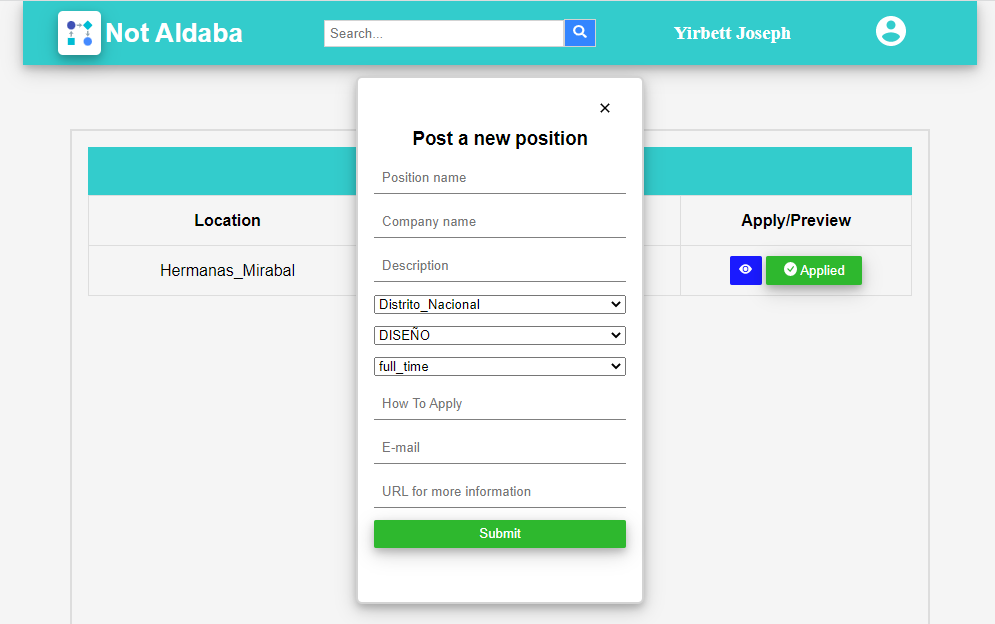 Not Aldaba
Search...
Yirbett Joseph
×
Post a new position
Position name
Company name
Description
Distrito_Nacional
DISEÑO
full_time
How To Apply
E-mail
URL for more information
Submit
Location
Apply/Preview
Hermanas_Mirabal
Applied